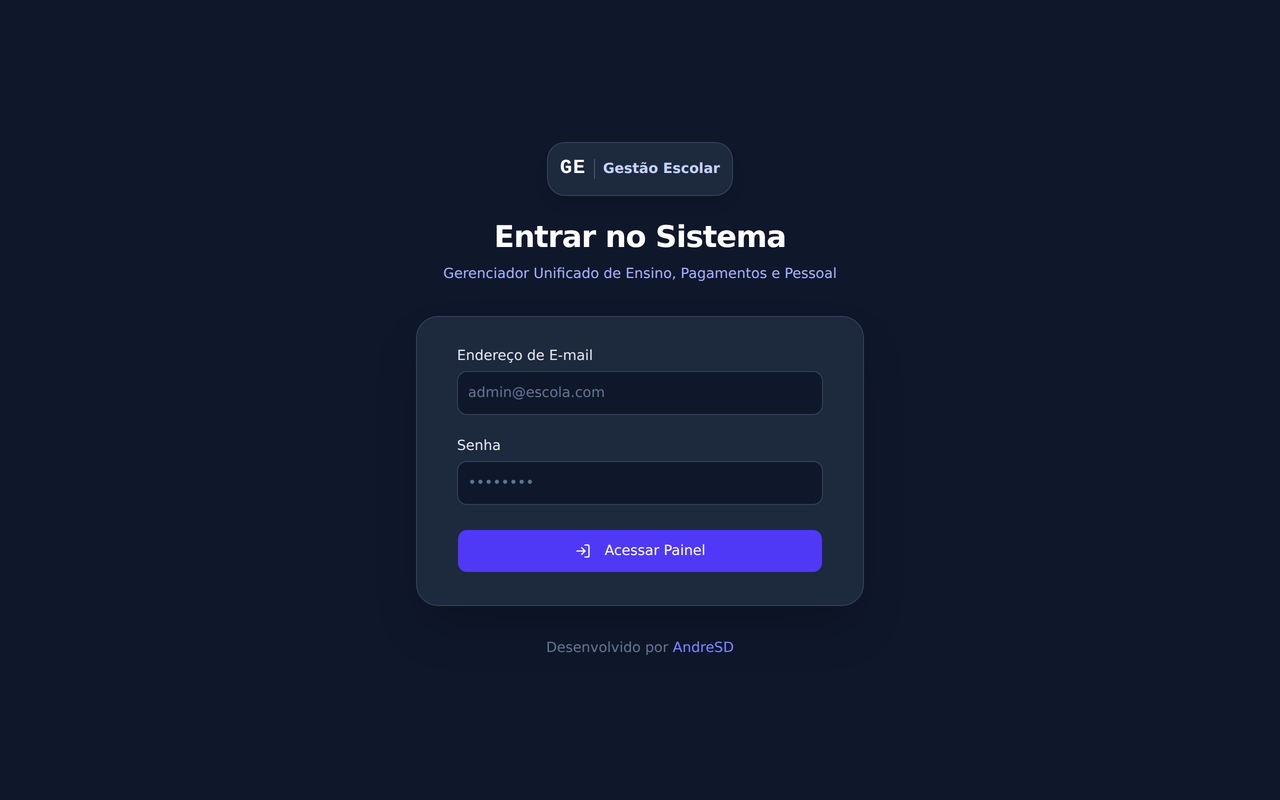 GE Gestão Escolar
Entrar no Sistema
Gerenciador Unificado de Ensino, Pagamentos e Pessoal
Endereço de E-mail
admin@escola.com
Senha
••••••••
Acessar Painel
Desenvolvido por AndreSD